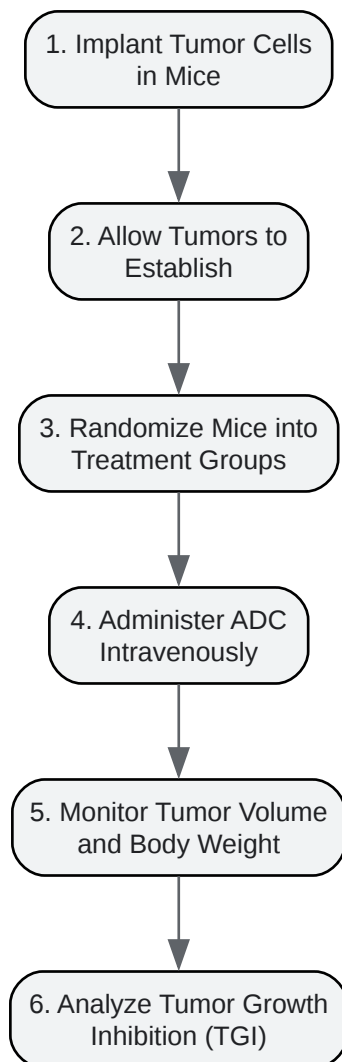 1. Implant Tumor Cells
in Mice
2. Allow Tumors to
Establish
3. Randomize Mice into
Treatment Groups
4. Administer ADC
Intravenously
5. Monitor Tumor Volume
and Body Weight
6. Analyze Tumor Growth
Inhibition (TGI)